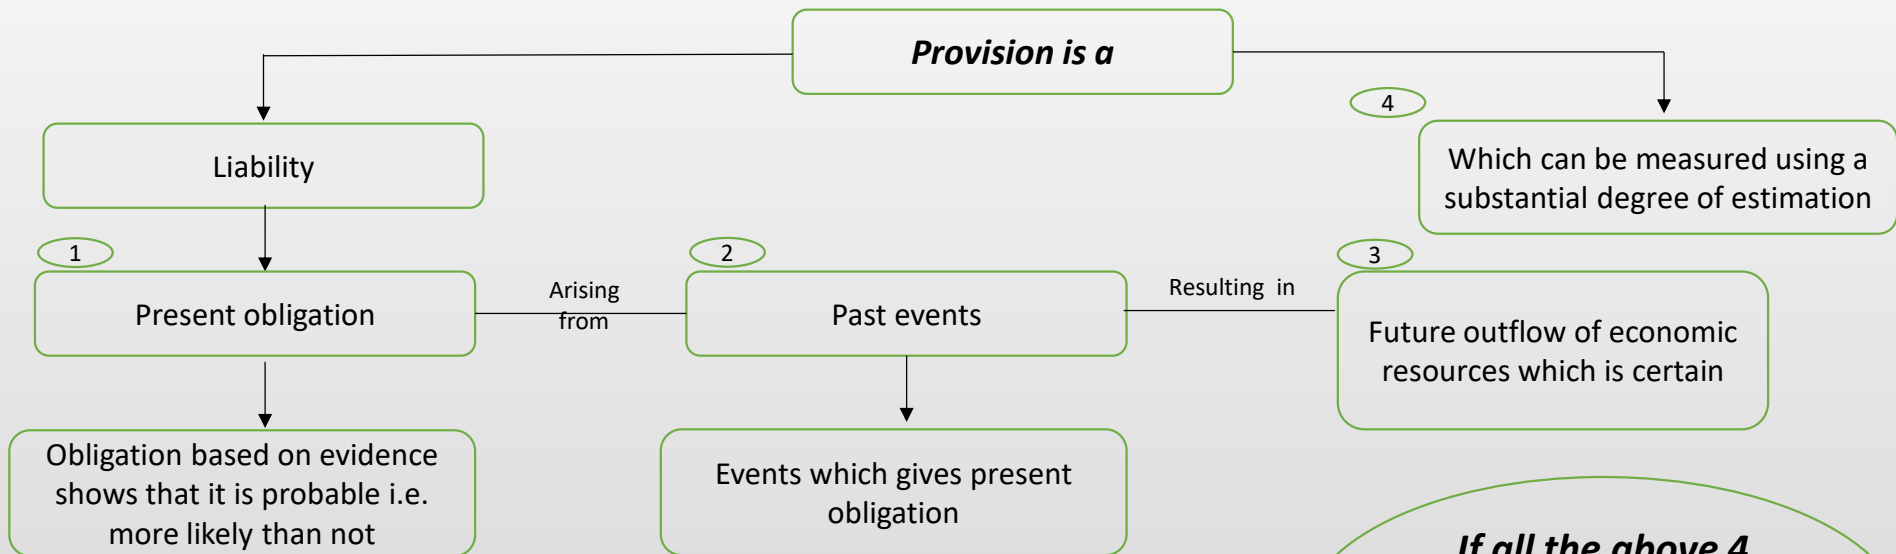 Provision is a
4
Liability
Which can be measured using a
substantial degree of estimation
1
2
3
Present obligation
Arising
from
Past events
Resulting in
Future outflow of economic
resources which is certain
Obligation based on evidence
shows that it is probable i.e.
more likely than not
Events which gives present
obligation
If all the above 4